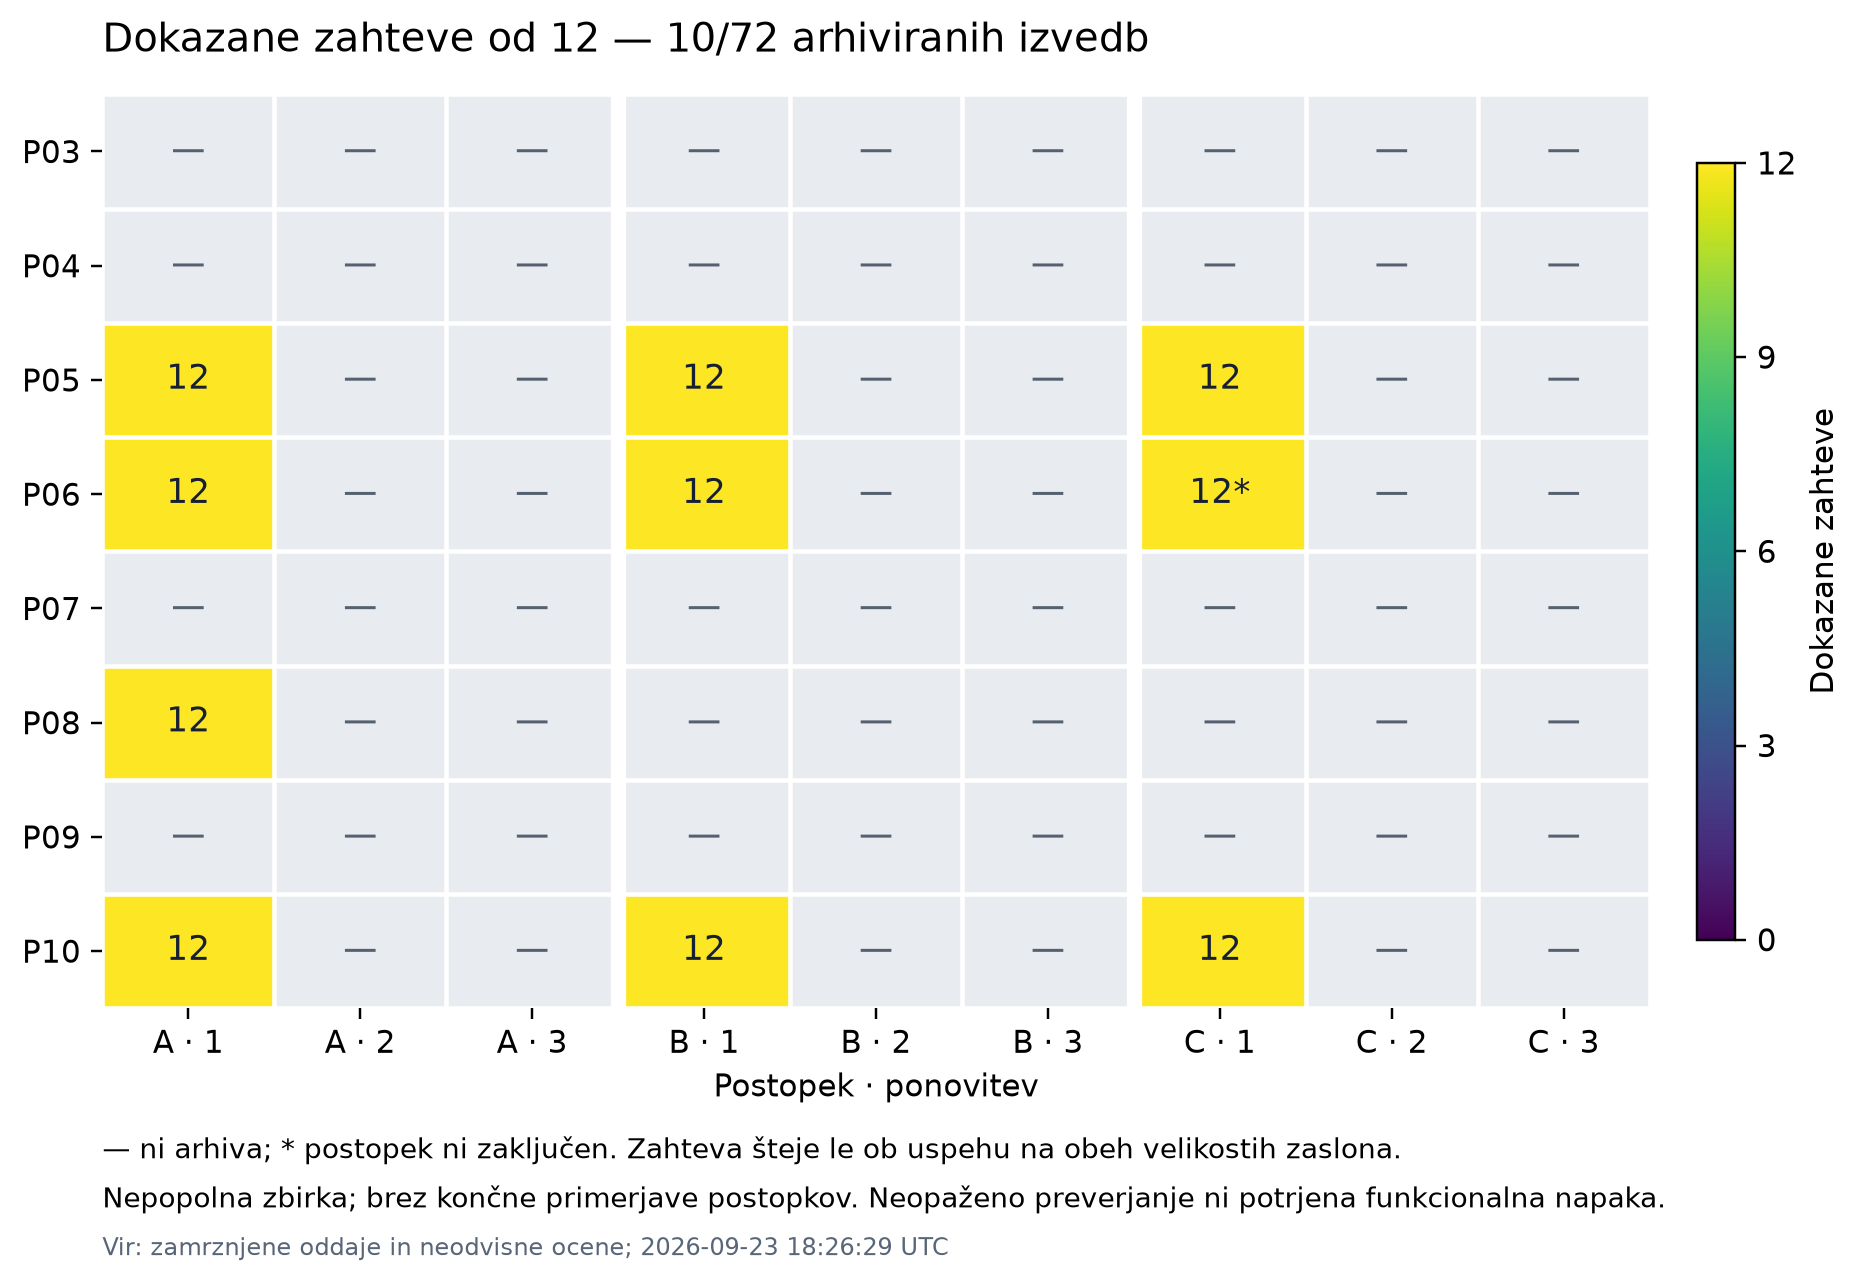 Dokazane zahteve od 12 — 10/72 arhiviranih izvedb
P03 — — — — — — — — —
P04 — — — — — — — — —
P05 12 — — 12 — — 12 — —
P06 12 — — 12 — — 12* — —
P07 — — — — — — — — —
P08 12 — — — — — — — —
P09 — — — — — — — — —
P10 12 — — 12 — — 12 — —
A · 1 A · 2 A · 3 B · 1 B · 2 B · 3 C · 1 C · 2 C · 3
Postopek · ponovitev
12
9
6
3
0
Dokazane zahteve
— ni arhiva; * postopek ni zaključen. Zahteva šteje le ob uspehu na obeh velikostih zaslona.
Nepopolna zbirka; brez končne primerjave postopkov. Neopaženo preverjanje ni potrjena funkcionalna napaka.
Vir: zamrznjene oddaje in neodvisne ocene; 2026-09-23 18:26:29 UTC